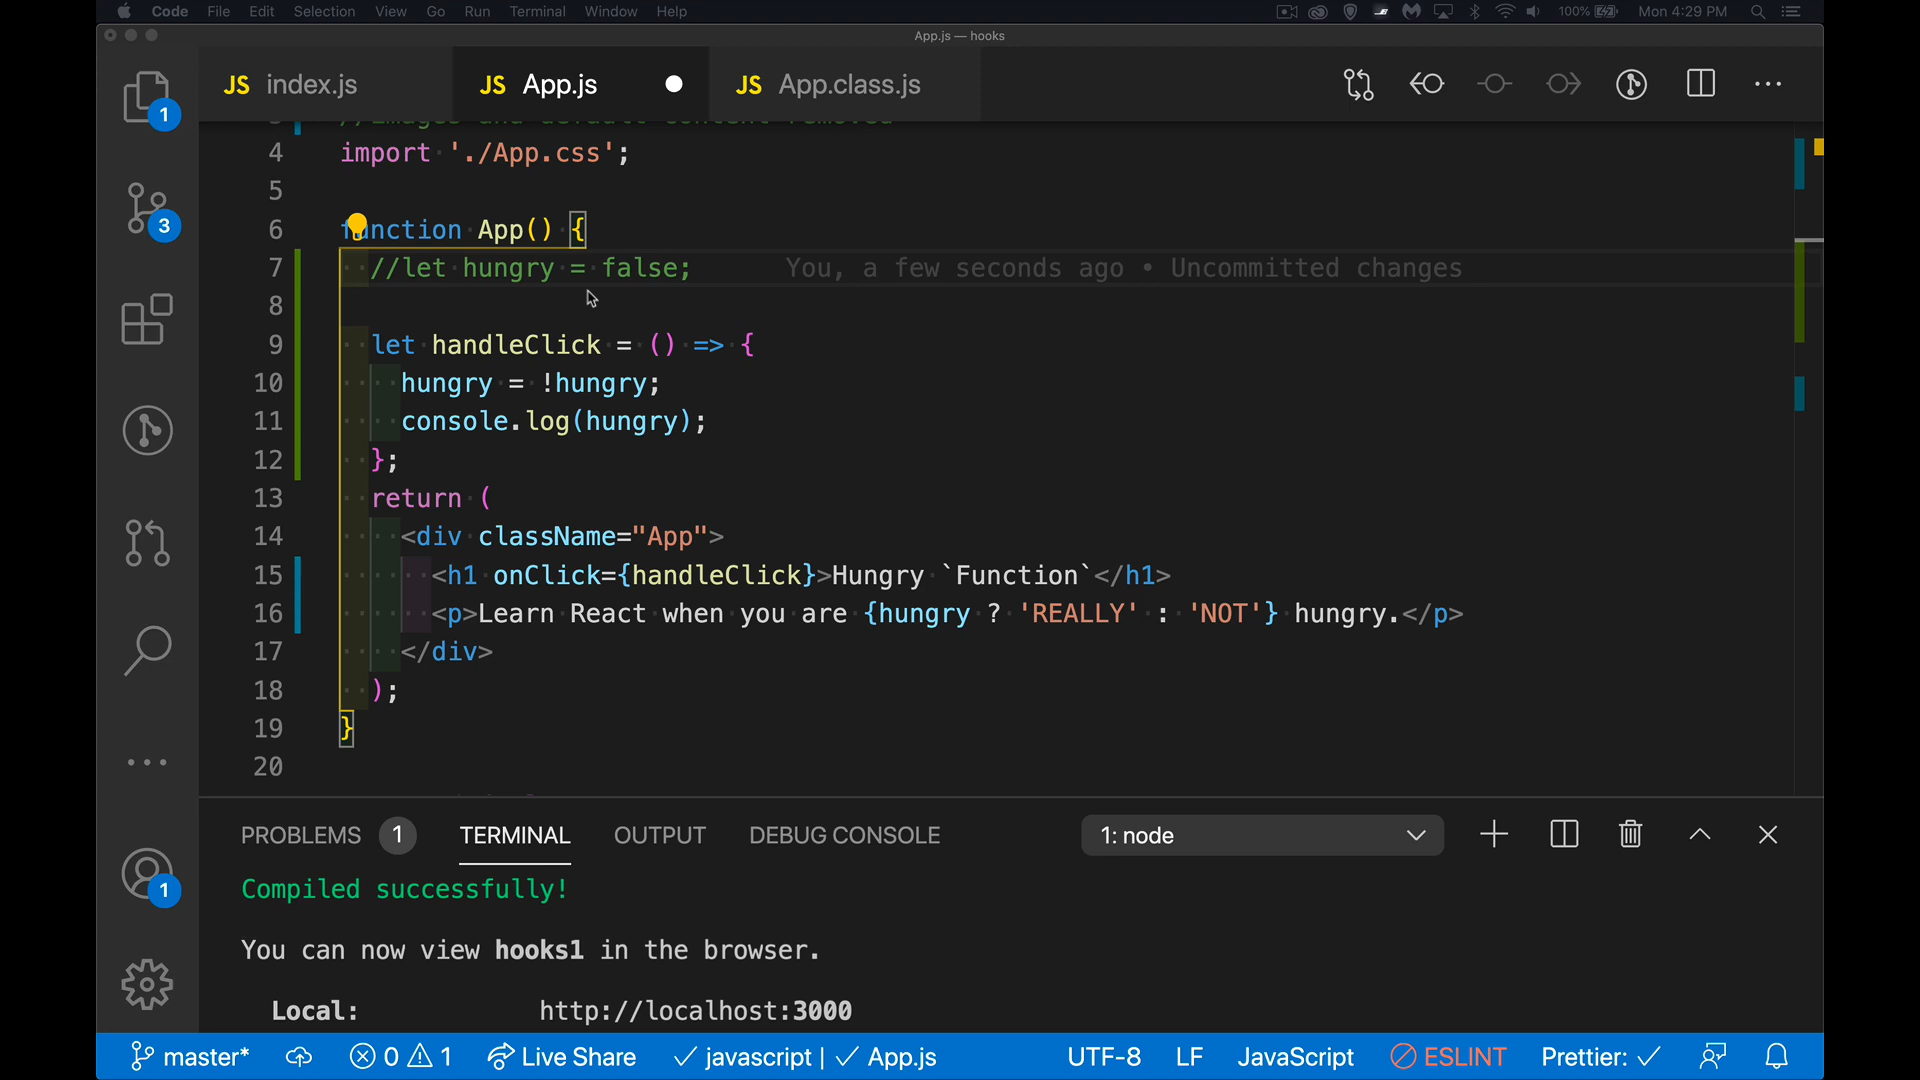 Code File Edit Selection View Go Run Terminal Window Help 100% Mon 4:29 PM
App.js — hooks
JS index.js JS App.js JS App.class.js
1
3 //images and default content removed
4 import './App.css';
5
3
6 function App() {
7 //let hungry = false; You, a few seconds ago • Uncommitted changes
8
9 let handleClick = () => {
10 hungry = !hungry;
11 console.log(hungry);
12 };
13 return (
14 <div className="App">
15 <h1 onClick={handleClick}>Hungry `Function`</h1>
16 <p>Learn React when you are {hungry ? 'REALLY' : 'NOT'} hungry.</p>
17 </div>
18 );
19 }
20
PROBLEMS 1 TERMINAL OUTPUT DEBUG CONSOLE 1: node
Compiled successfully!
1
You can now view hooks1 in the browser.
Local: http://localhost:3000
master* 0 1 Live Share ✓ javascript | ✓ App.js UTF-8 LF JavaScript ESLINT Prettier: ✓